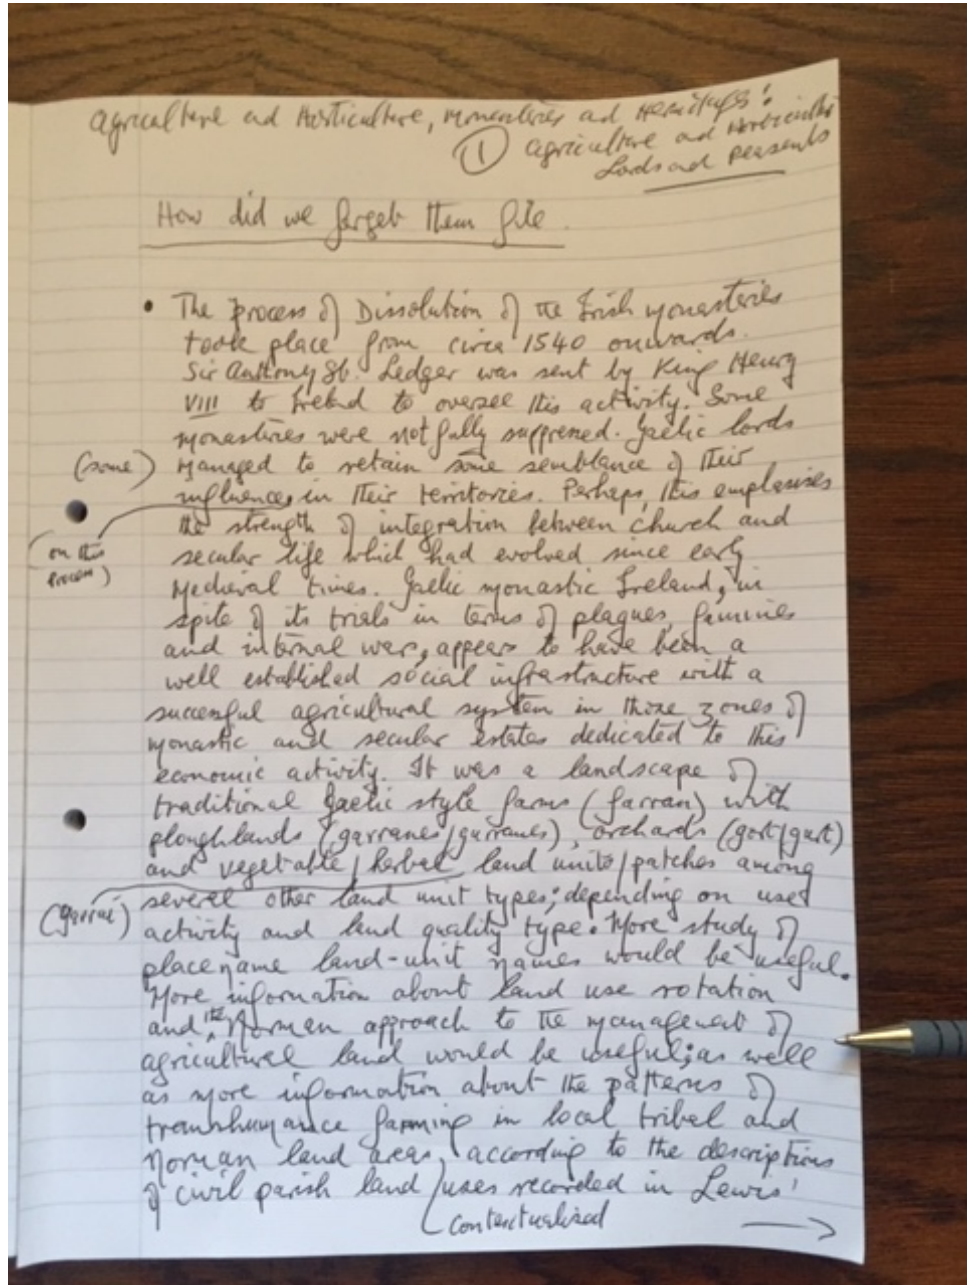 Agriculture and Horticulture, monasteries and Hermitages:
① Agriculture and Horticulture
Lords and peasants
How did we forget them file.
• The process of Dissolution of the Irish monasteries
took place from circa 1540 onwards.
Sir Anthony St. Ledger was sent by King Henry
VIII to Ireland to oversee this activity. Some
monasteries were not fully suppressed. Gaelic lords
(some) managed to retain some semblance of their
influences in their territories. Perhaps, this emphasises
the strength of integration between church and
(on this process)
secular life which had evolved since early
Medieval times. Gaelic monastic Ireland, in
spite of its trials in terms of plagues, famines
and internal war, appears to have been a
well established social infrastructure with a
successful agricultural system in those zones of
monastic and secular estates dedicated to this
economic activity. It was a landscape of
traditional Gaelic style farms (farran) with
ploughlands (garranes/gurranes), orchards (gort/gurt)
and vegetable/herbal land units/patches among
(garraí) several other land unit types; depending on used
activity and land quality type. More study of
placename land-unit names would be useful.
More information about land use rotation
and the Norman approach to the management of
agricultural land would be useful; as well
as more information about the patterns of
transhumance farming in local tribal and
Norman land areas, according to the descriptions
of civil parish land uses recorded in Lewis'
contextualised